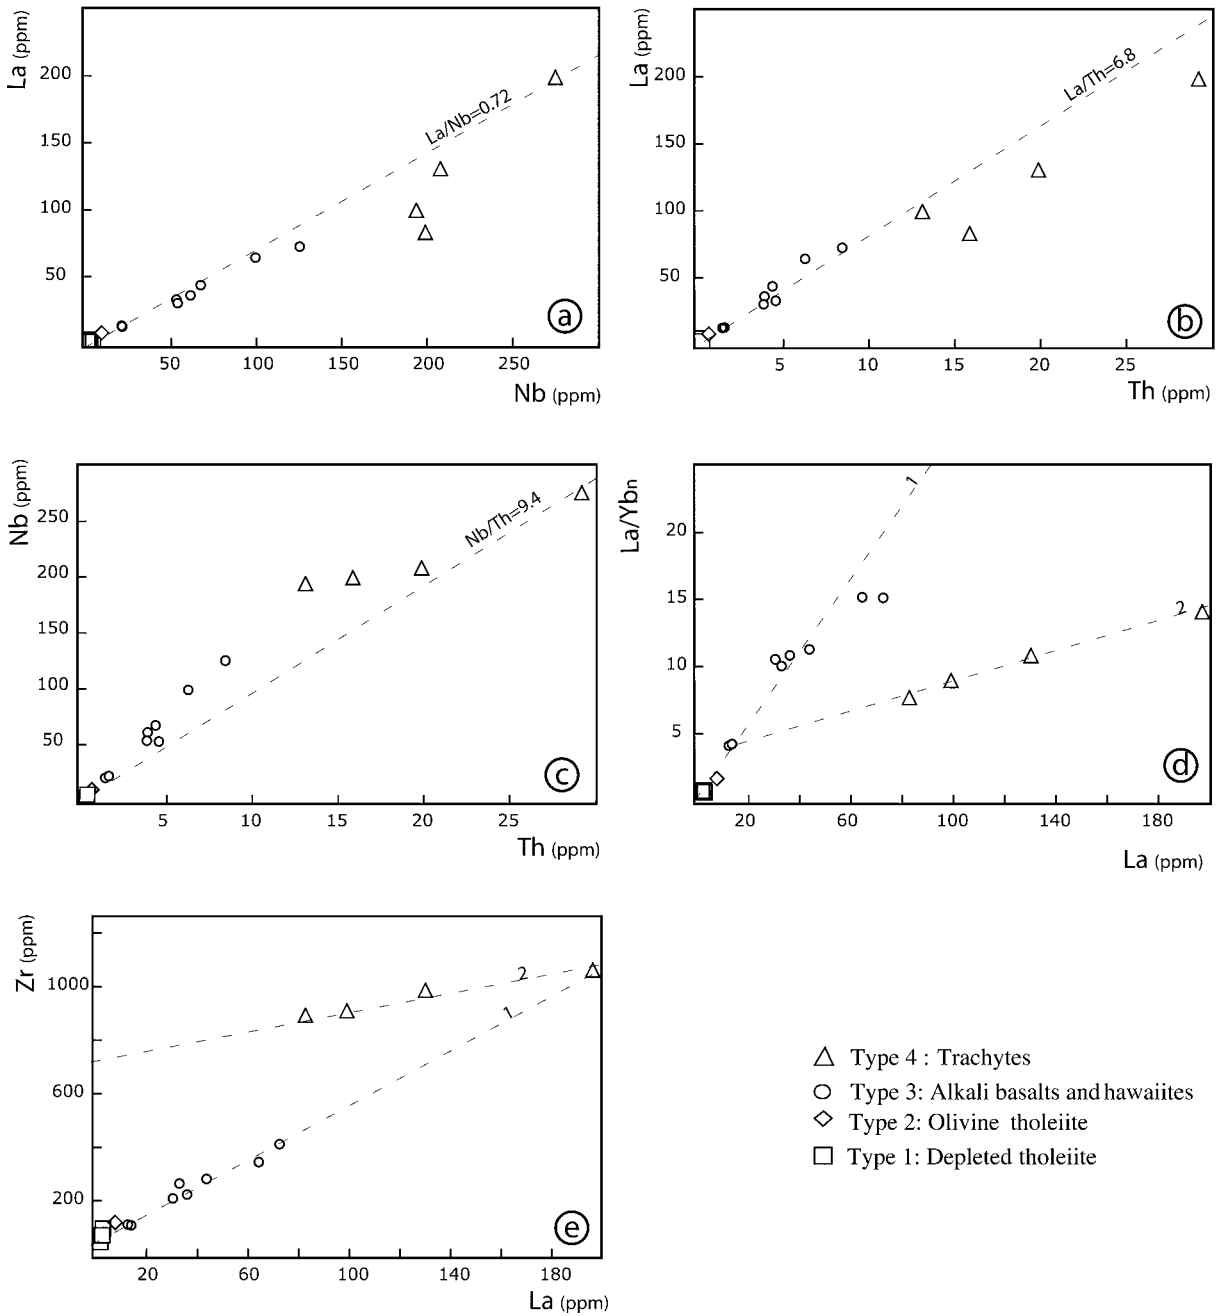 La (ppm)
200
150
100
50
La/Nb=0.72
a
50
100
150
200
250
Nb (ppm)
La (ppm)
200
150
100
50
La/Th=6.8
b
5
10
15
20
25
Th (ppm)
Nb (ppm)
250
200
150
100
50
Nb/Th=9.4
c
5
10
15
20
25
Th (ppm)
La/Ybn
20
15
10
5
1
2
d
20
60
100
140
180
La (ppm)
Zr (ppm)
1000
600
200
2
1
e
20
60
100
140
180
La (ppm)
Type 4 : Trachytes
Type 3: Alkali basalts and hawaiites
Type 2: Olivine tholeiite
Type 1: Depleted tholeiite